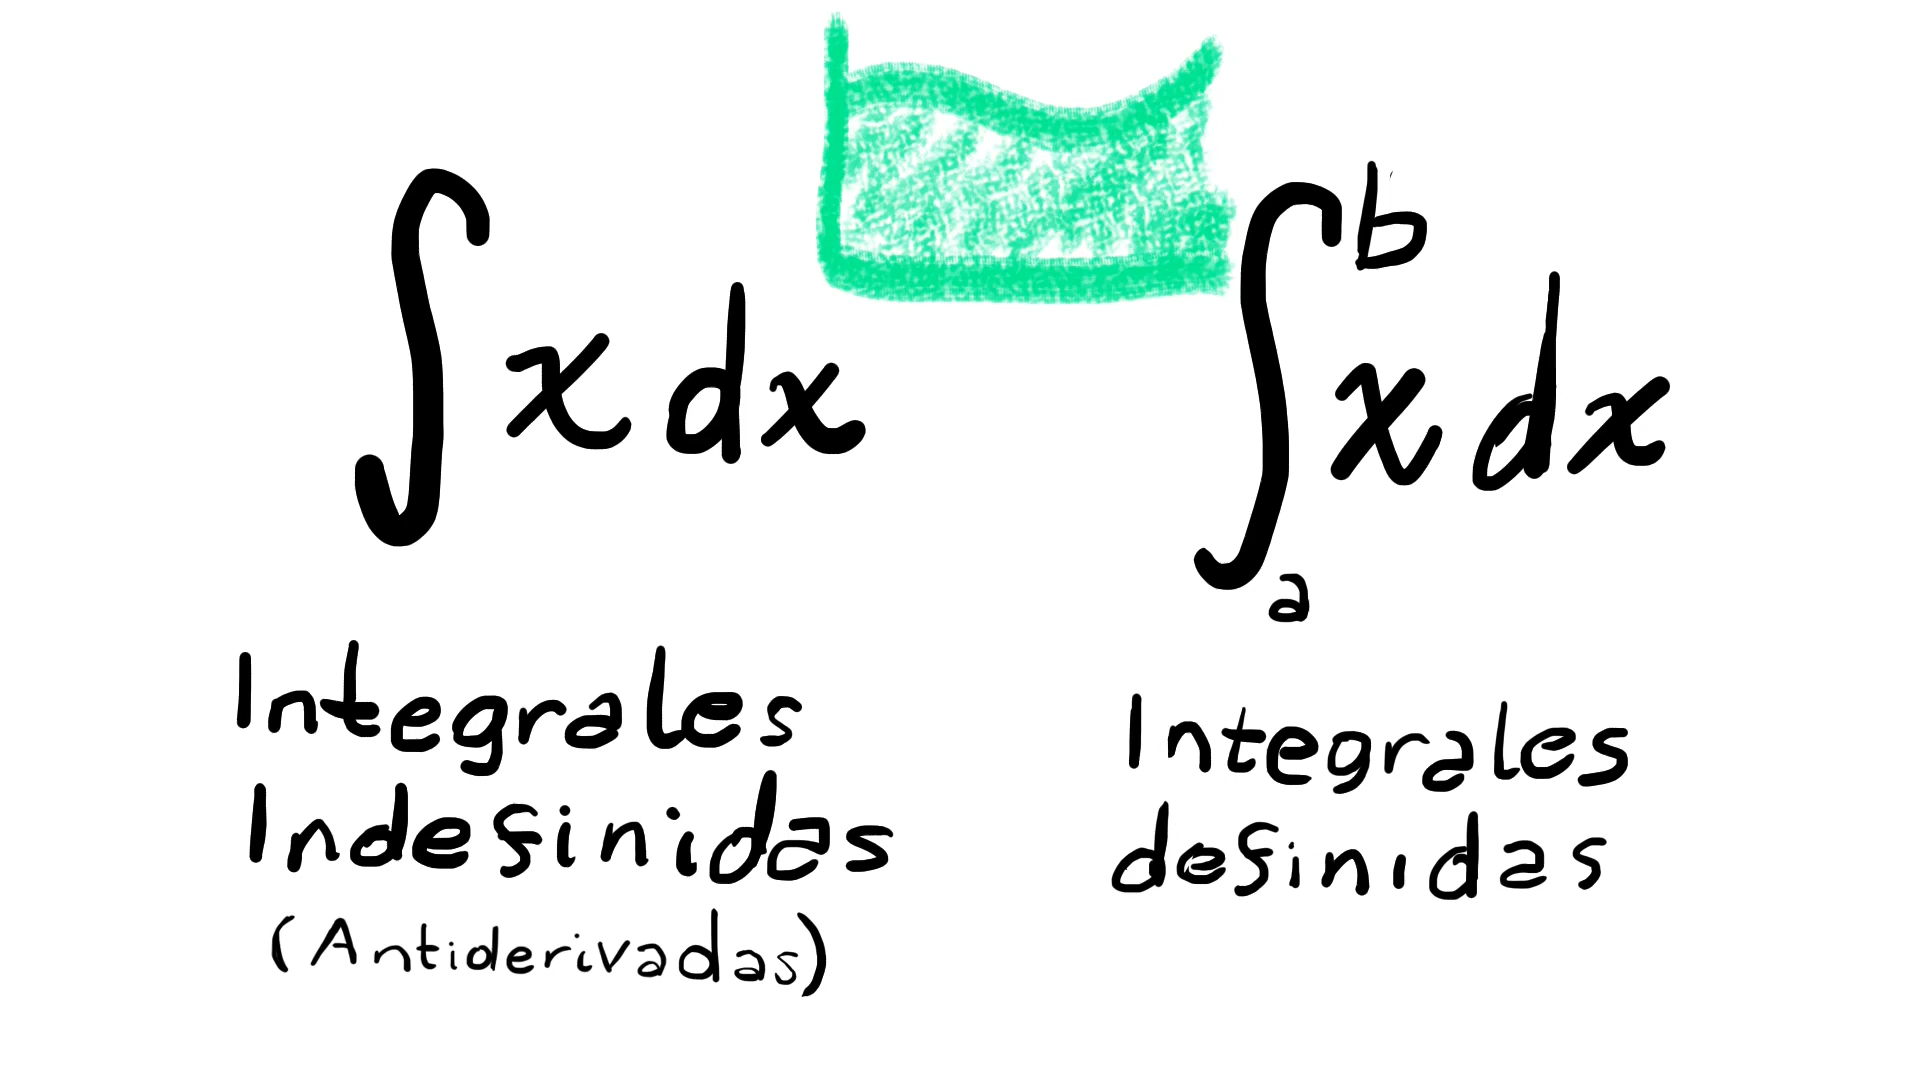 ∫ x dx
∫ₐᵇ x dx
Integrales
Indefinidas
(Antiderivadas)
Integrales
definidas